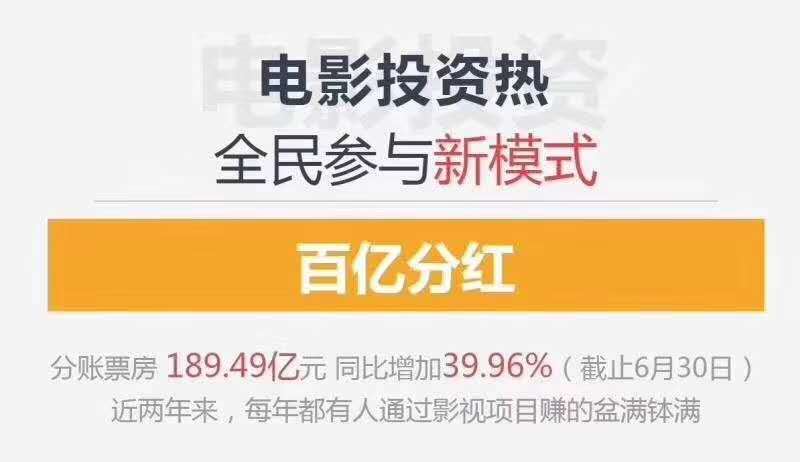 电影投资
电影投资热
全民参与新模式
百亿分红
分账票房 189.49亿元 同比增加39.96%（截止6月30日）
近两年来，每年都有人通过影视项目赚的盆满钵满